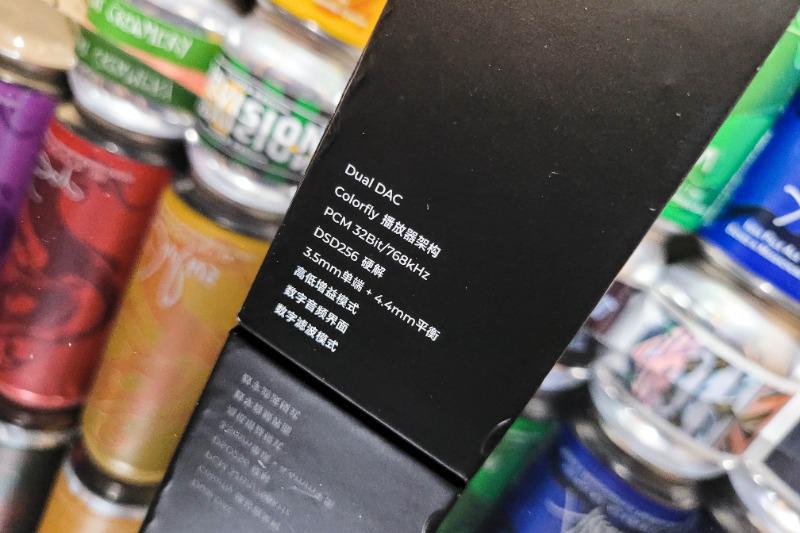 Dual DAC
Colorfly 播放器架构
PCM 32Bit/768kHz
DSD256 硬解
3.5mm单端 + 4.4mm平衡
高低增益模式
数字音频界面
数字滤波模式